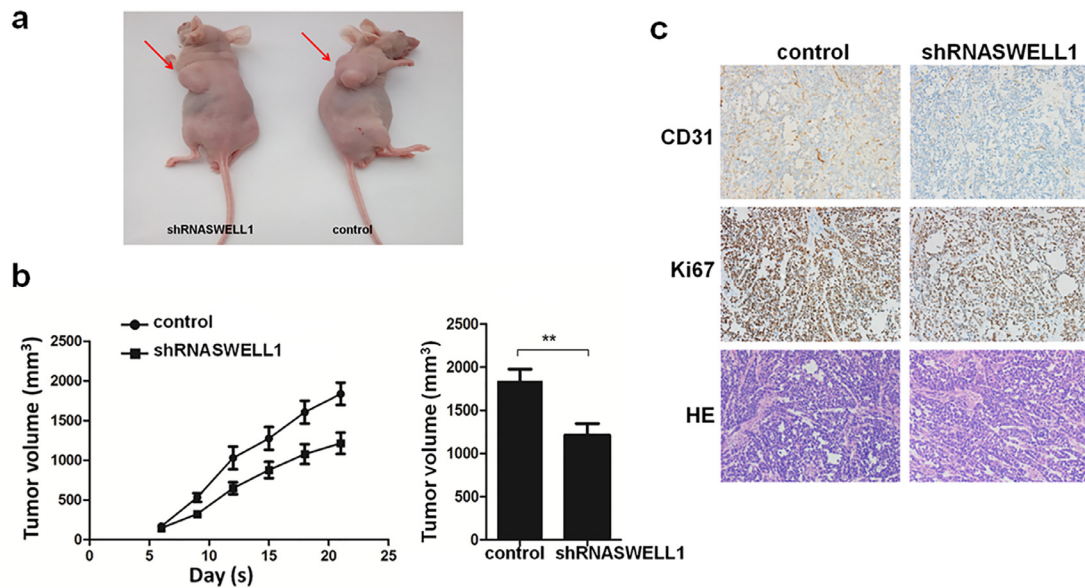 a
shRNASWELL1
control
b
control
shRNASWELL1
Tumor volume (mm³)
2500
2000
1500
1000
500
0
0
5
10
15
20
25
Day (s)
Tumor volume (mm³)
2500
2000
1500
1000
500
0
**
control
shRNASWELL1
c
control
shRNASWELL1
CD31
Ki67
HE